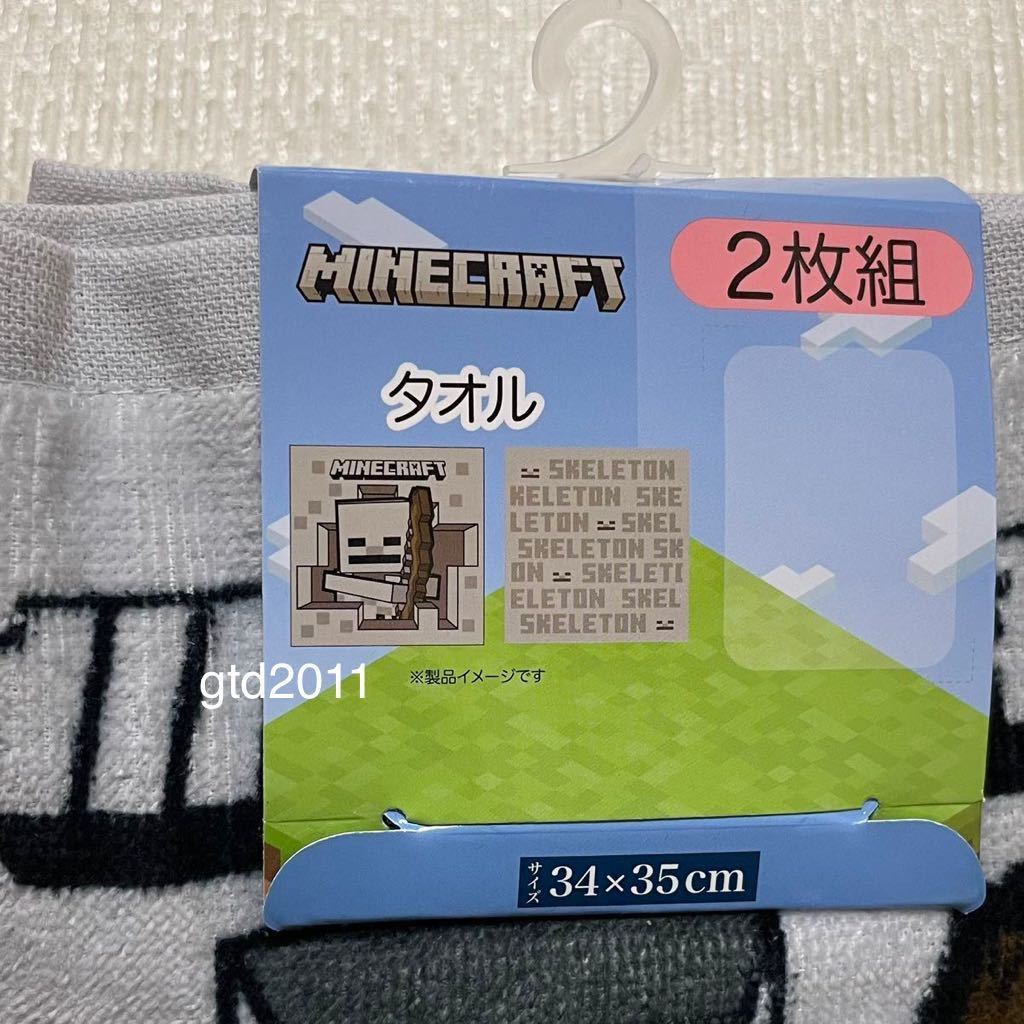 MINECRAFT
2枚組
タオル
MINECRAFT
SKELETON
KELETON SKE
LETON SKEL
SKELETON SK
ON SKELETI
ELETON SKEL
SKELETON
※製品イメージです
gtd2011
サイズ 34×35cm